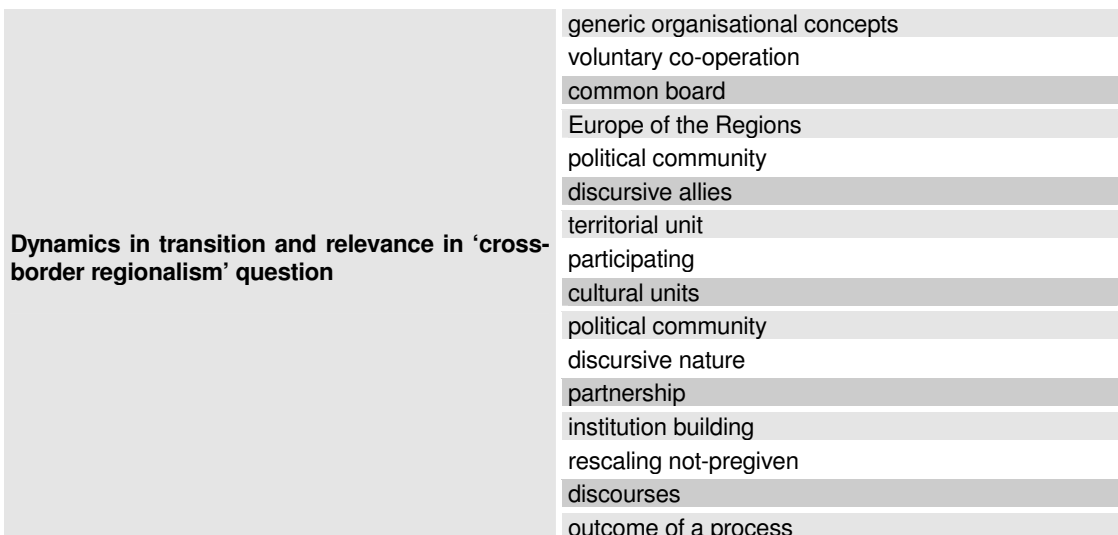 generic organisational concepts
voluntary co-operation
common board
Europe of the Regions
political community
discursive allies
territorial unit
Dynamics in transition and relevance in ‘cross-
border regionalism’ question
participating
cultural units
political community
discursive nature
partnership
institution building
rescaling not-pregiven
discourses
outcome of a process